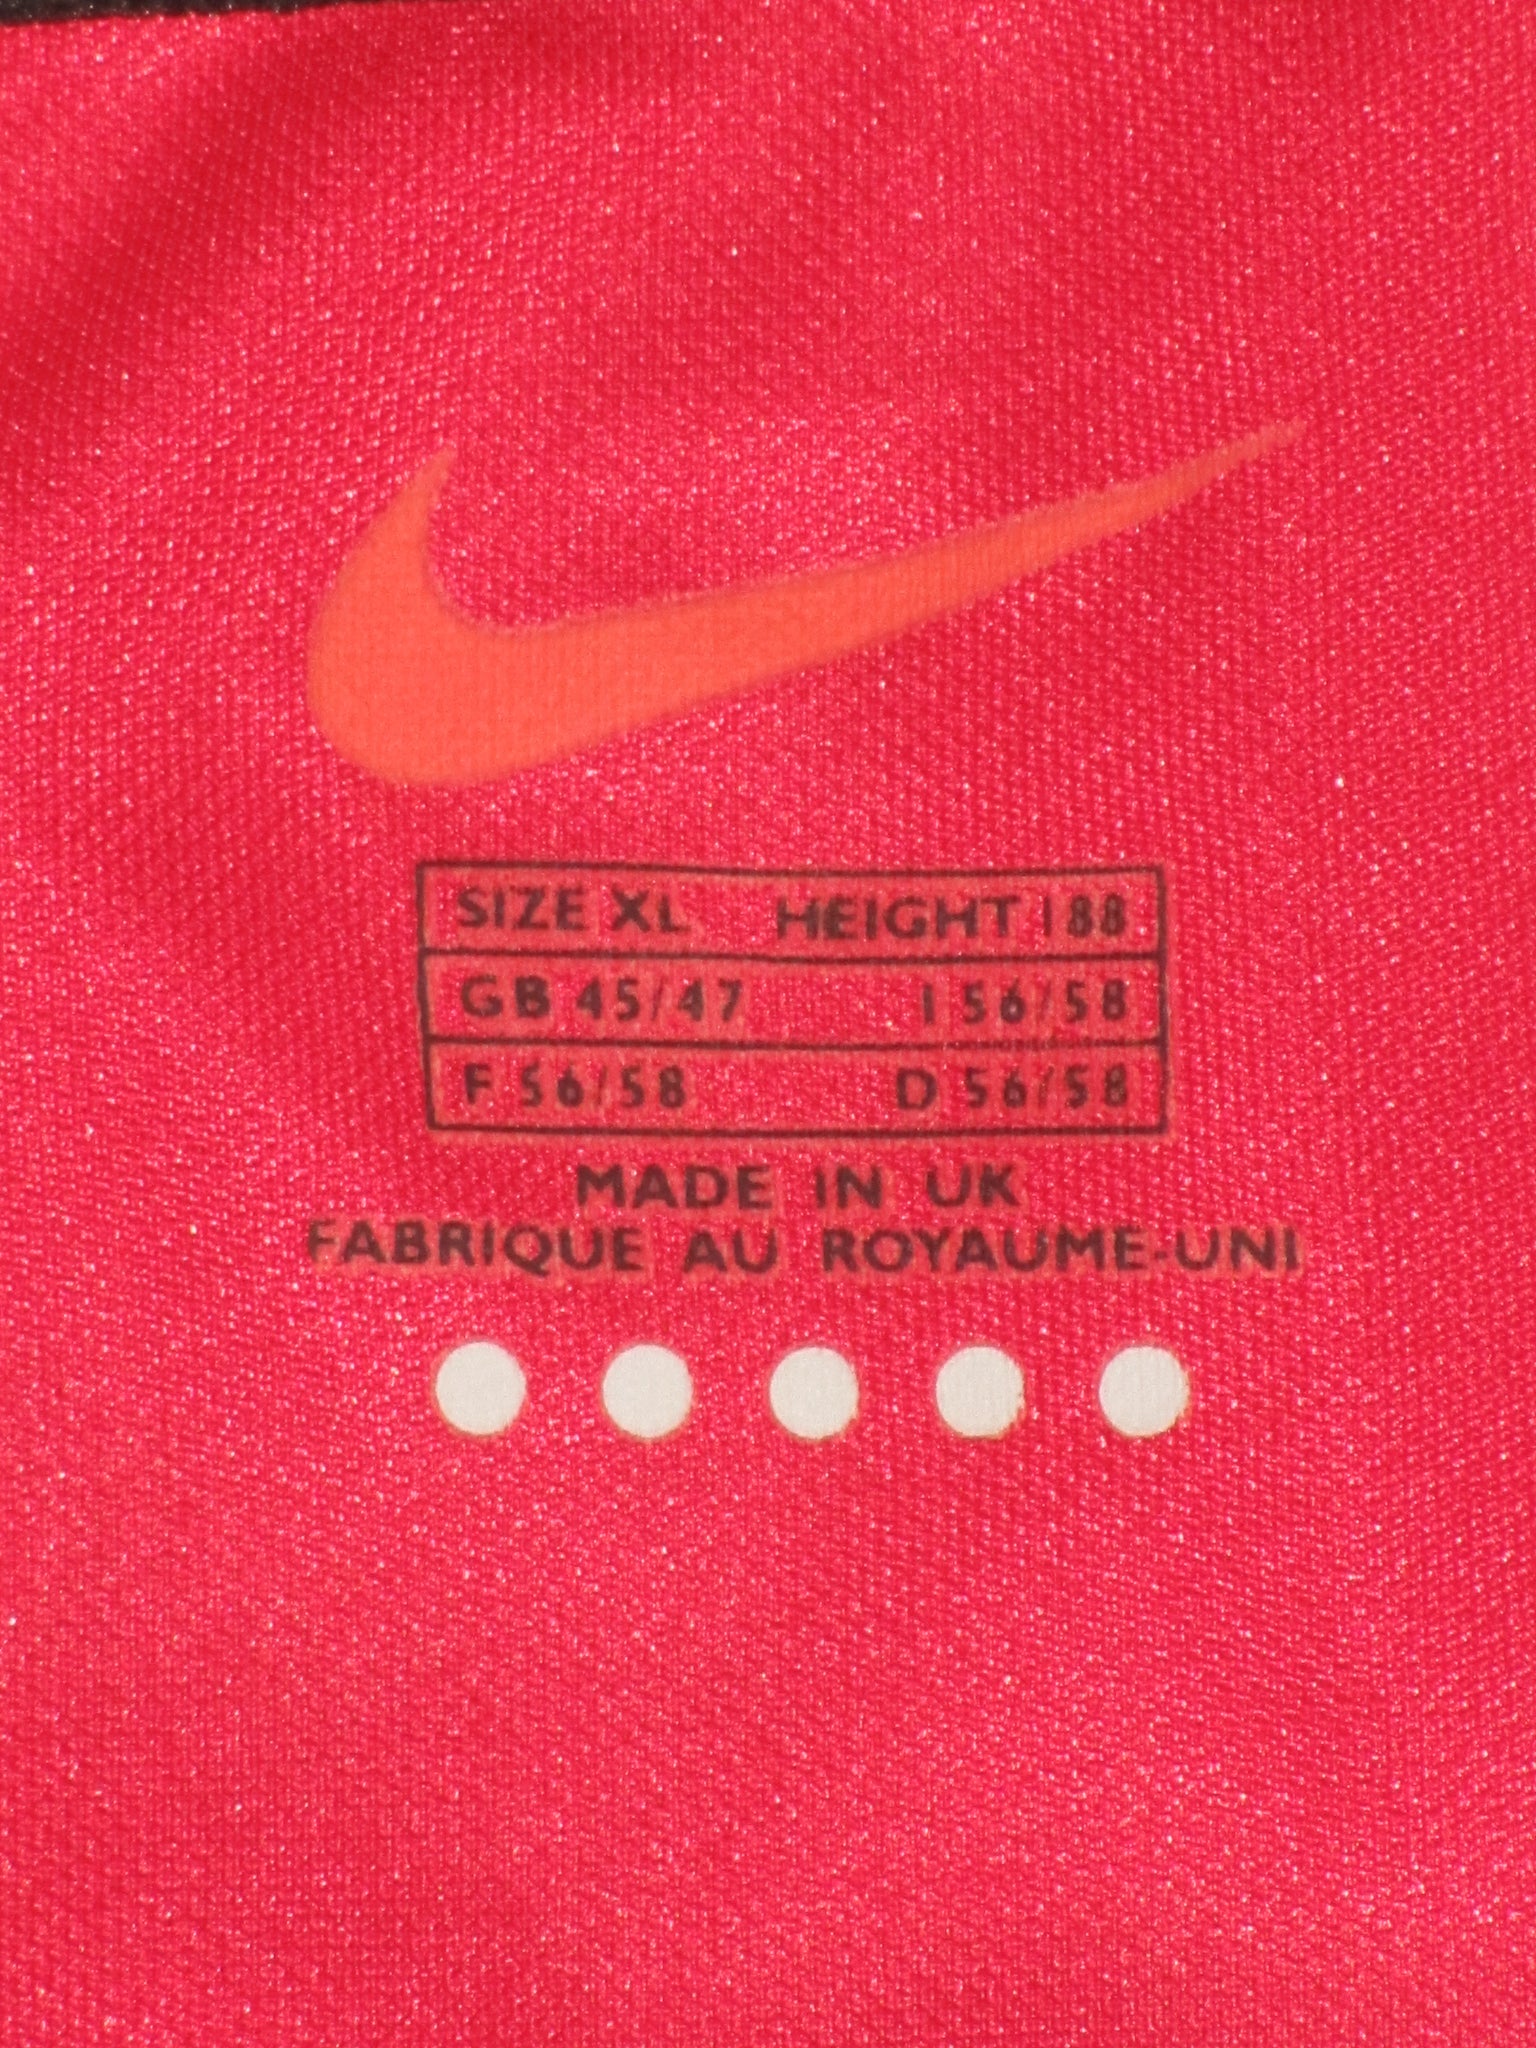 SIZE XL HEIGHT 188
GB 45/47 I 56/58
F 56/58 D 56/58
MADE IN UK
FABRIQUE AU ROYAUME-UNI